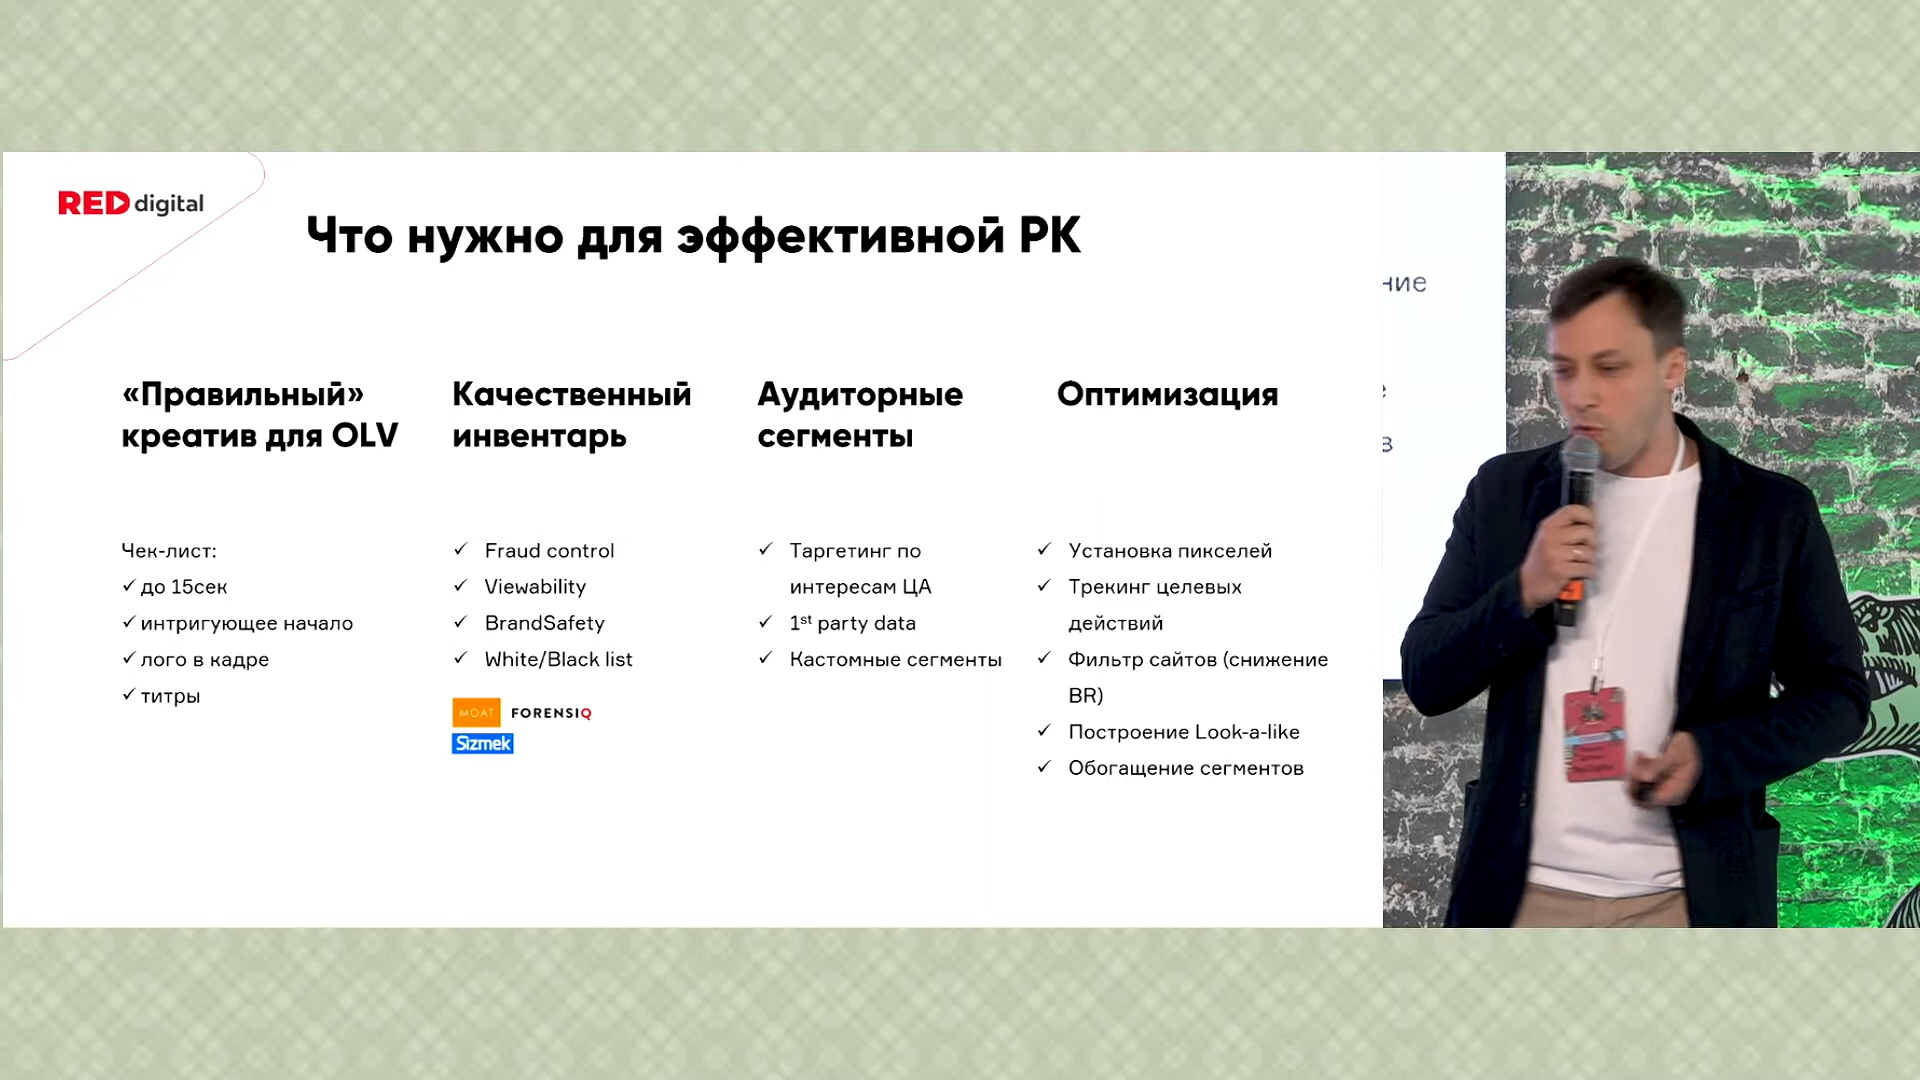 RED digital
Что нужно для эффективной РК
«Правильный»
креатив для OLV
Чек-лист:
✓ до 15сек
✓ интригующее начало
✓ лого в кадре
✓ титры
Качественный
инвентарь
✓ Fraud control
✓ Viewability
✓ BrandSafety
✓ White/Black list
MOAT FORENSIQ
Sizmek
Аудиторные
сегменты
✓ Таргетинг по
интересам ЦА
✓ 1st party data
✓ Кастомные сегменты
Оптимизация
✓ Установка пикселей
✓ Трекинг целевых
действий
✓ Фильтр сайтов (снижение
BR)
✓ Построение Look-a-like
✓ Обогащение сегментов
ние
е
в